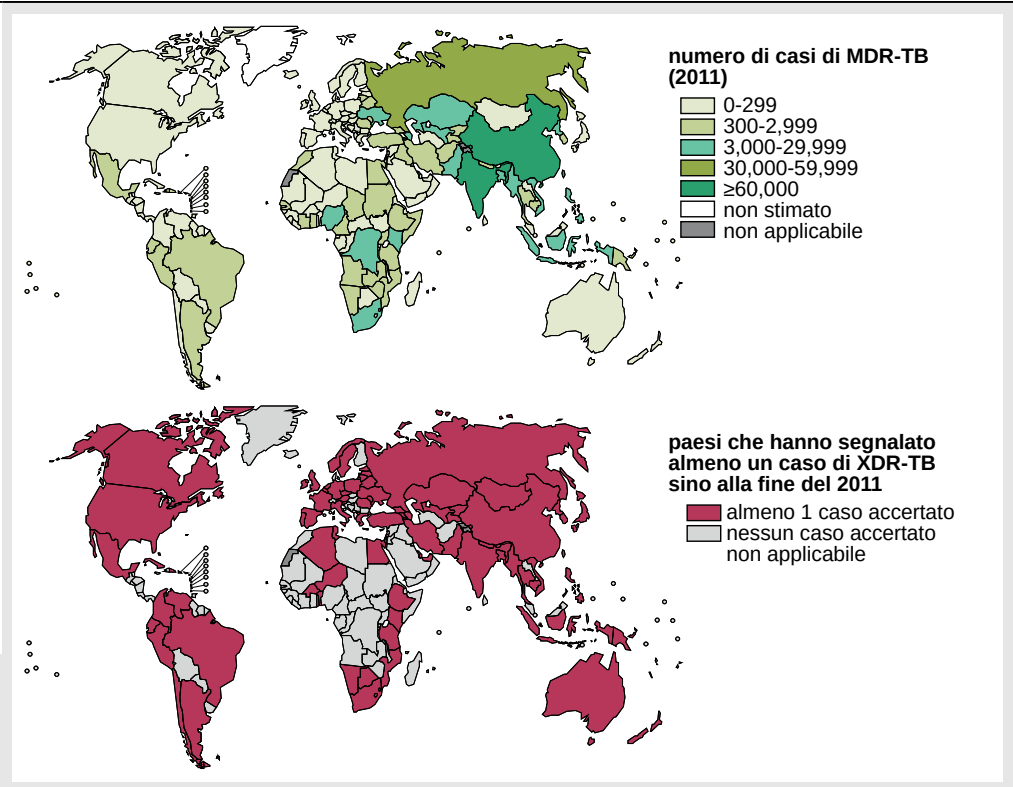 numero di casi di MDR-TB
(2011)
0-299
300-2,999
3,000-29,999
30,000-59,999
≥60,000
non stimato
non applicabile
paesi che hanno segnalato
almeno un caso di XDR-TB
sino alla fine del 2011
almeno 1 caso accertato
nessun caso accertato
non applicabile